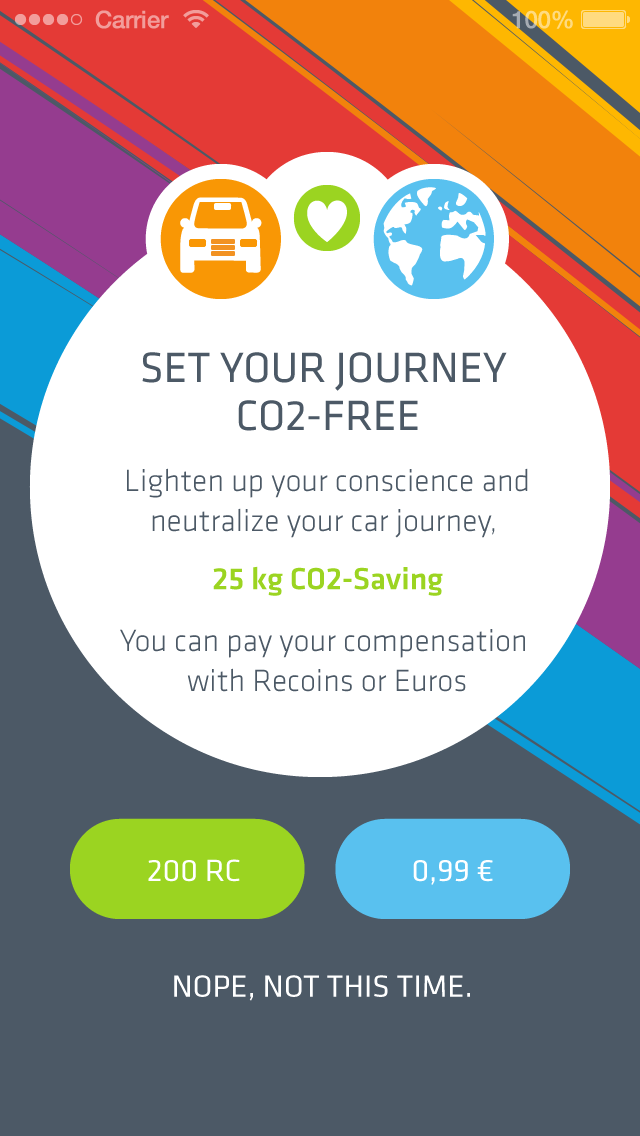 Carrier 100%
SET YOUR JOURNEY
CO2-FREE
Lighten up your conscience and
neutralize your car journey,
25 kg CO2-Saving
You can pay your compensation
with Recoins or Euros
200 RC 0,99 €
NOPE, NOT THIS TIME.